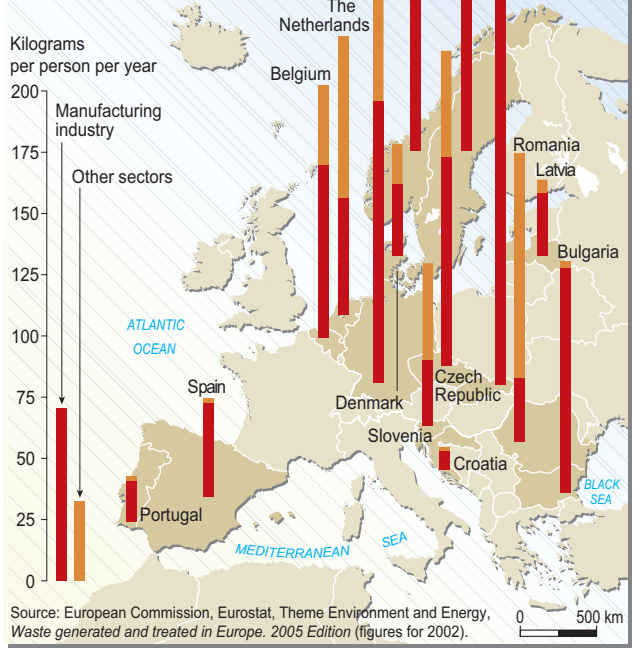 The
Netherlands
Kilograms
per person per year
Belgium
200
Manufacturing
industry
175
Other sectors
150
125
100
75
50
25
0
Romania
Latvia
Bulgaria
ATLANTIC
OCEAN
Spain
Denmark
Czech
Republic
Slovenia
Croatia
Portugal
BLACK
SEA
MEDITERRANEAN SEA
Source: European Commission, Eurostat, Theme Environment and Energy,
Waste generated and treated in Europe. 2005 Edition (figures for 2002).
0 500 km